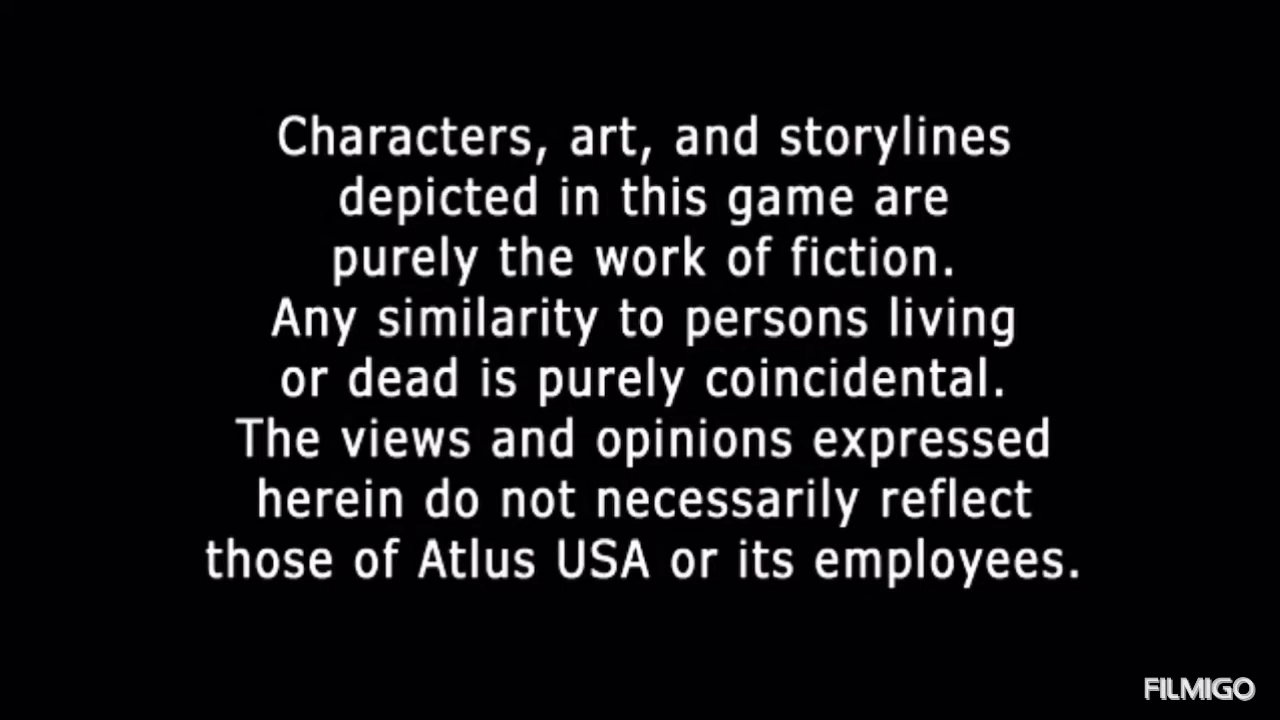 Characters, art, and storylines
depicted in this game are
purely the work of fiction.
Any similarity to persons living
or dead is purely coincidental.
The views and opinions expressed
herein do not necessarily reflect
those of Atlus USA or its employees.
FILMIGO